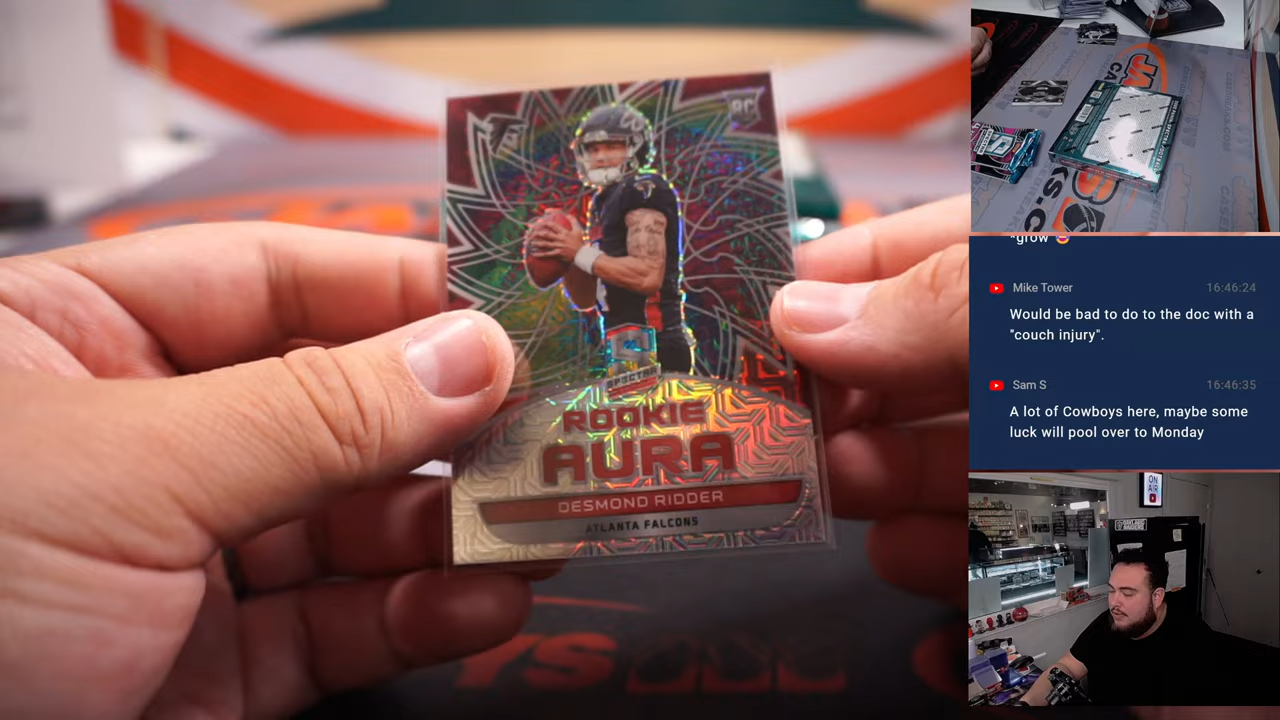 RC
SPECTRA
ROOKIE
AURA
DESMOND RIDDER
ATLANTA FALCONS
YS
*grow
Mike Tower 16:46:24
Would be bad to do to the doc with a
"couch injury".
Sam S 16:46:35
A lot of Cowboys here, maybe some
luck will pool over to Monday
ON
AIR